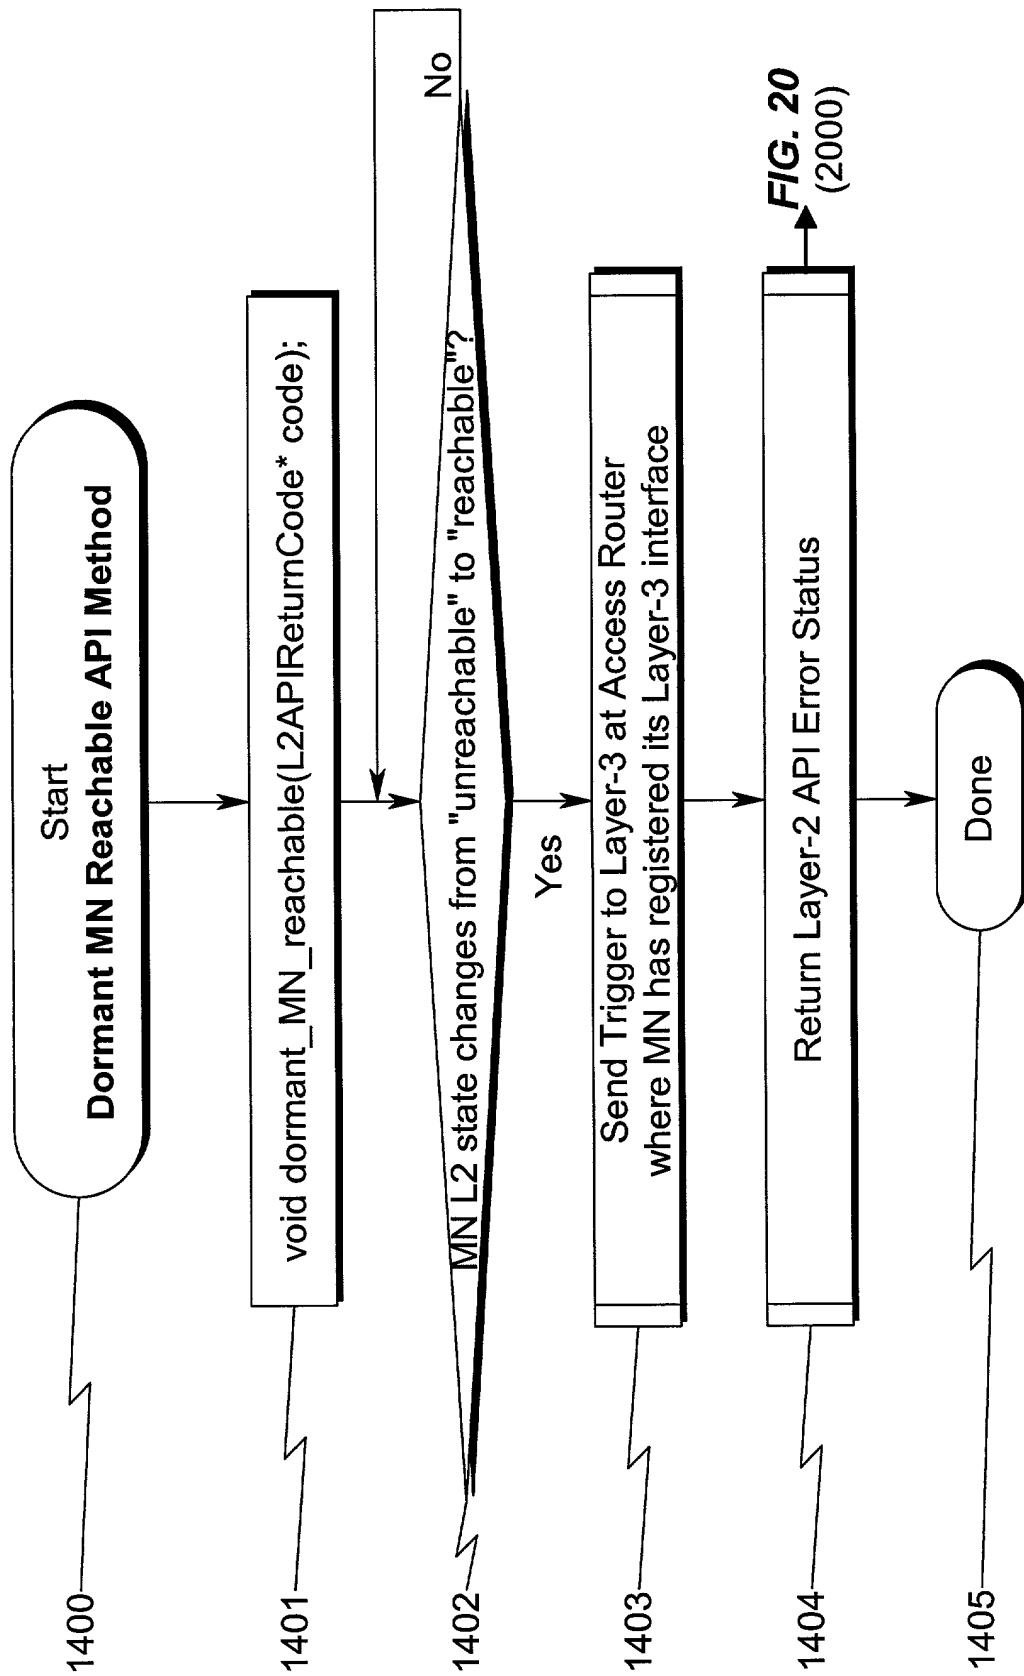 1400
Start
Dormant MN Reachable API Method
1401
void dormant_MN_reachable(L2APIReturnCode* code);
1402
MN L2 state changes from "unreachable" to "reachable"?
No
Yes
1403
Send Trigger to Layer-3 at Access Router
where MN has registered its Layer-3 interface
1404
Return Layer-2 API Error Status
FIG. 20
(2000)
1405
Done